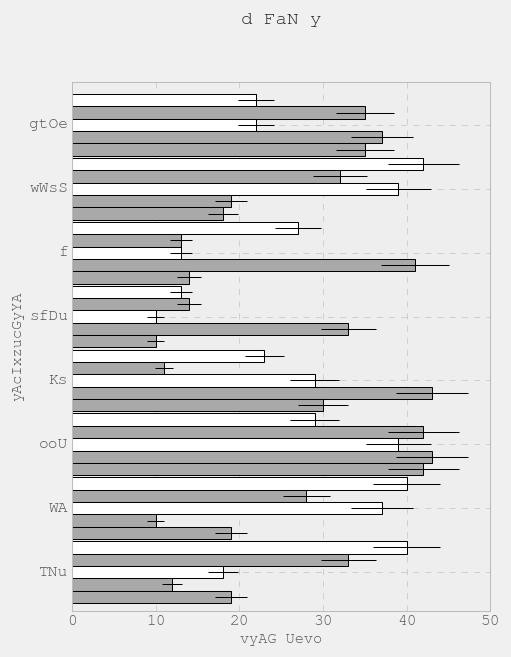 d FaN y
gtOe
wWsS
f
sfDu
Ks
ooU
WA
TNu
yAcIxzucGyYA
0 10 20 30 40 50
vyAG Uevo